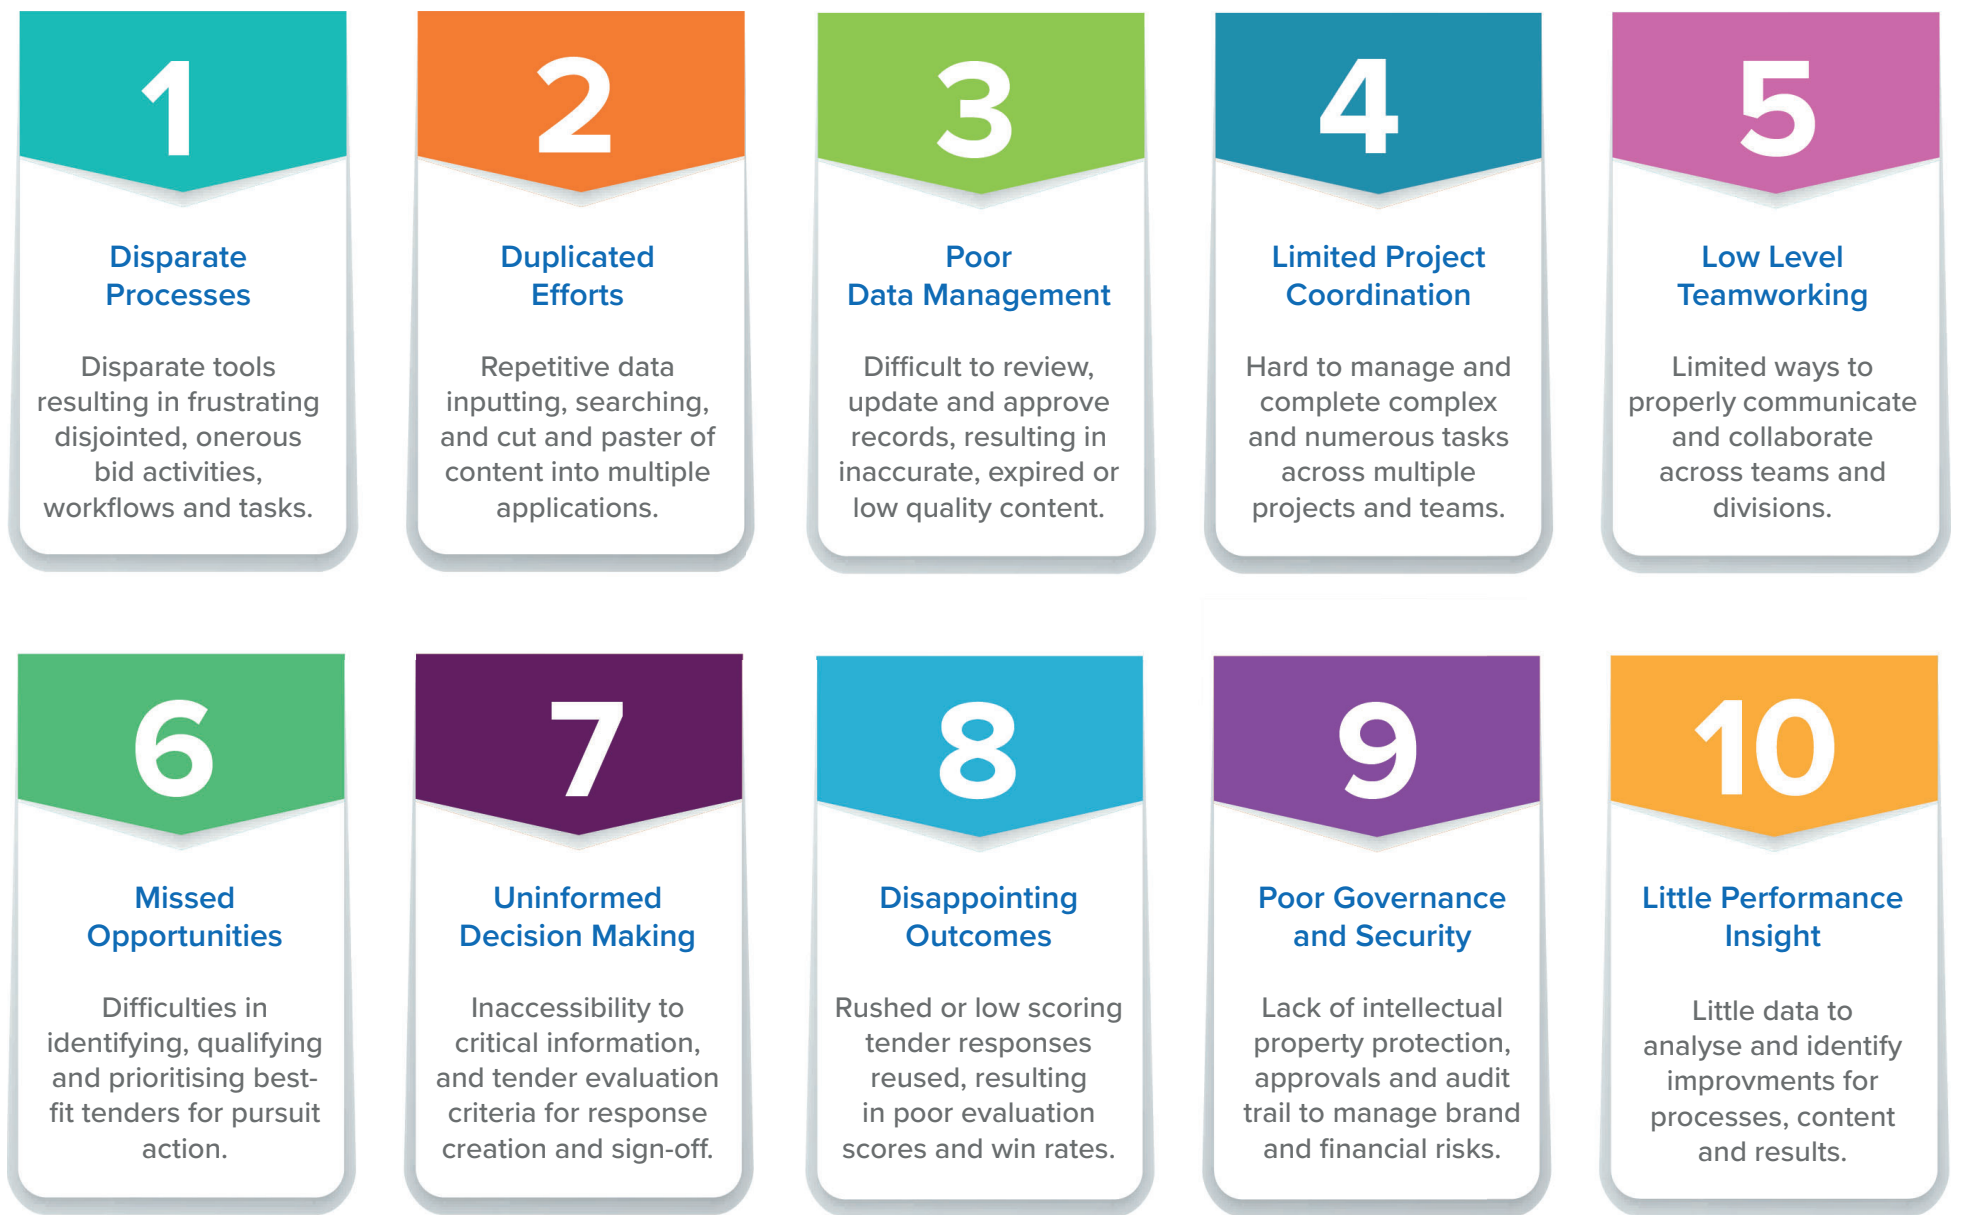 1
Disparate
Processes
Disparate tools
resulting in frustrating
disjointed, onerous
bid activities,
workflows and tasks.
2
Duplicated
Efforts
Repetitive data
inputting, searching,
and cut and paster of
content into multiple
applications.
3
Poor
Data Management
Difficult to review,
update and approve
records, resulting in
inaccurate, expired or
low quality content.
4
Limited Project
Coordination
Hard to manage and
complete complex
and numerous tasks
across multiple
projects and teams.
5
Low Level
Teamworking
Limited ways to
properly communicate
and collaborate
across teams and
divisions.
6
Missed
Opportunities
Difficulties in
identifying, qualifying
and prioritising best-
fit tenders for pursuit
action.
7
Uninformed
Decision Making
Inaccessibility to
critical information,
and tender evaluation
criteria for response
creation and sign-off.
8
Disappointing
Outcomes
Rushed or low scoring
tender responses
reused, resulting
in poor evaluation
scores and win rates.
9
Poor Governance
and Security
Lack of intellectual
property protection,
approvals and audit
trail to manage brand
and financial risks.
10
Little Performance
Insight
Little data to
analyse and identify
improvments for
processes, content
and results.